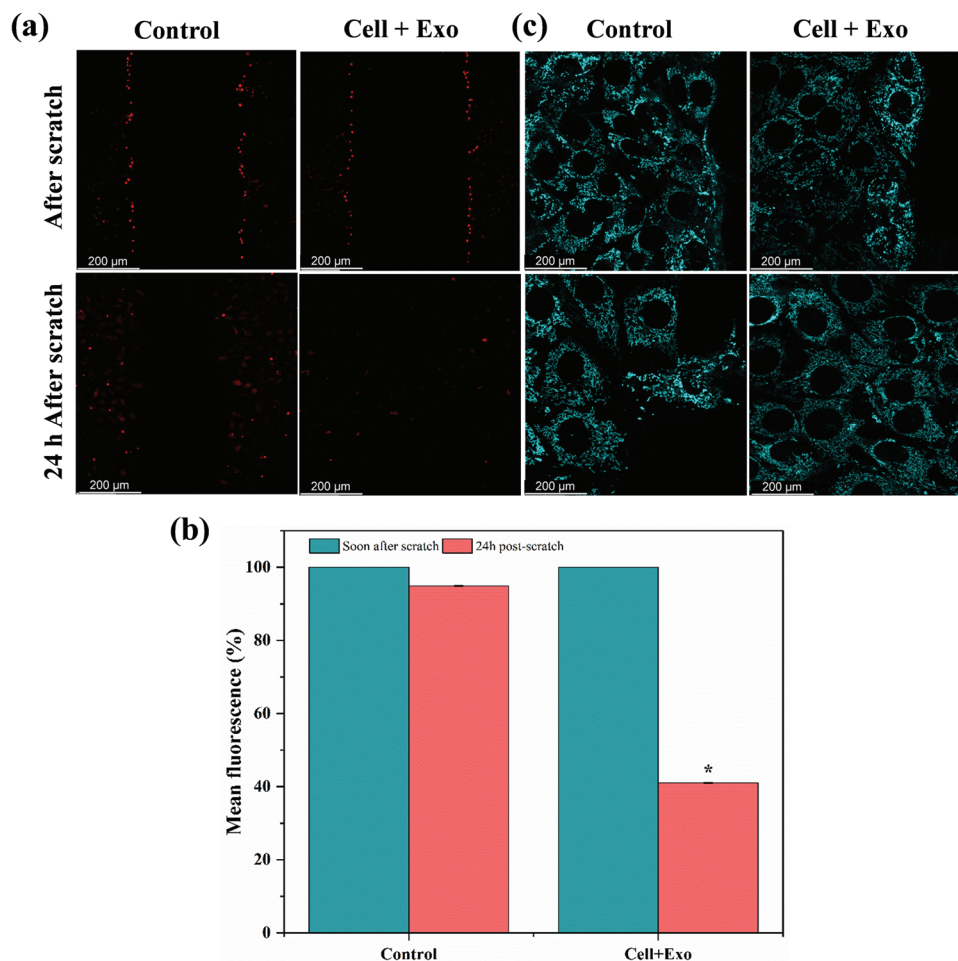 (a) Control Cell + Exo (c) Control Cell + Exo
After scratch
200 µm 200 µm 200 µm 200 µm
24 h After scratch
200 µm 200 µm 200 µm 200 µm
(b)
Soon after scratch 24h post-scratch
Mean fluorescence (%)
100
80
60
40
20
0
*
Control Cell+Exo